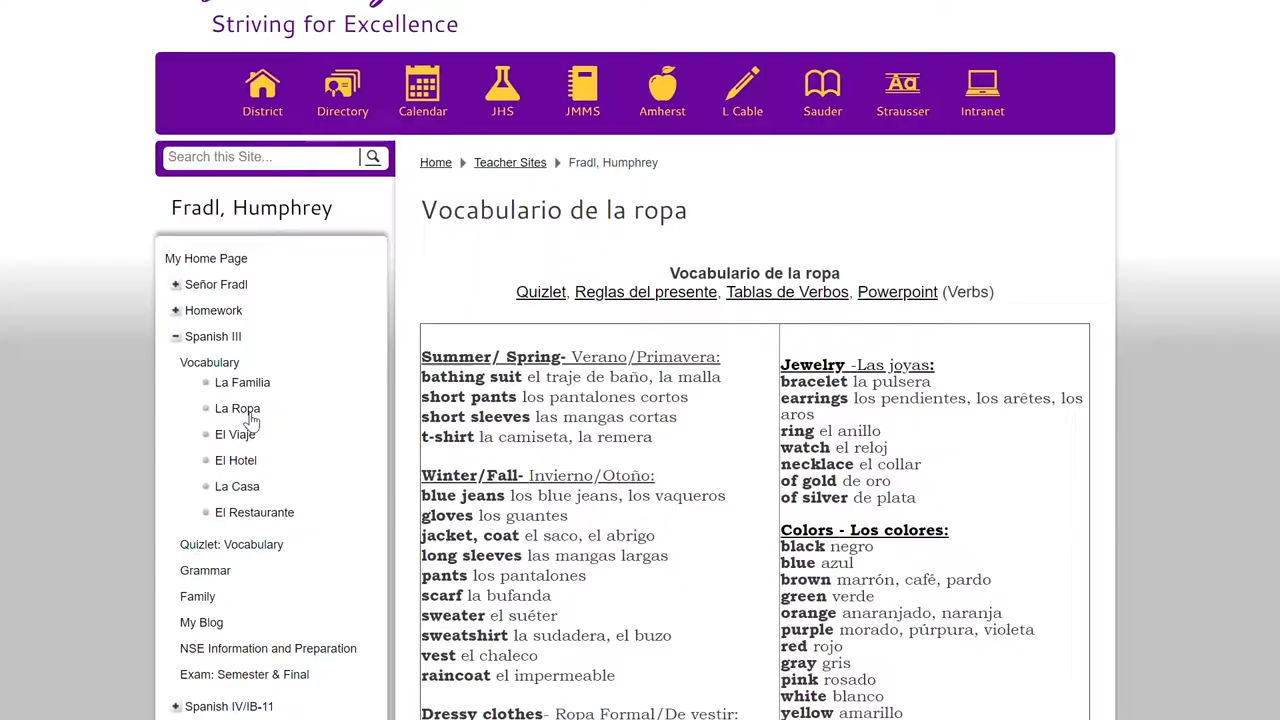 Striving for Excellence
District
Directory
Calendar
JHS
JMMS
Amherst
L Cable
Sauder
Aa
Strausser
Intranet
Search this Site...
Home
Teacher Sites
Fradl, Humphrey
Fradl, Humphrey
My Home Page
Señor Fradl
Homework
Spanish III
Vocabulary
La Familia
La Ropa
El Viaje
El Hotel
La Casa
El Restaurante
Quizlet: Vocabulary
Grammar
Family
My Blog
NSE Information and Preparation
Exam: Semester & Final
Spanish IV/IB-11
Vocabulario de la ropa
Vocabulario de la ropa
Quizlet, Reglas del presente, Tablas de Verbos, Powerpoint (Verbs)
Summer/ Spring- Verano/Primavera:
bathing suit el traje de baño, la malla
short pants los pantalones cortos
short sleeves las mangas cortas
t-shirt la camiseta, la remera
Winter/Fall- Invierno/Otoño:
blue jeans los blue jeans, los vaqueros
gloves los guantes
jacket, coat el saco, el abrigo
long sleeves las mangas largas
pants los pantalones
scarf la bufanda
sweater el suéter
sweatshirt la sudadera, el buzo
vest el chaleco
raincoat el impermeable
Dressy clothes- Ropa Formal/De vestir:
Jewelry -Las joyas:
bracelet la pulsera
earrings los pendientes, los arêtes, los
aros
ring el anillo
watch el reloj
necklace el collar
of gold de oro
of silver de plata
Colors - Los colores:
black negro
blue azul
brown marrón, café, pardo
green verde
orange anaranjado, naranja
purple morado, púrpura, violeta
red rojo
gray gris
pink rosado
white blanco
yellow amarillo